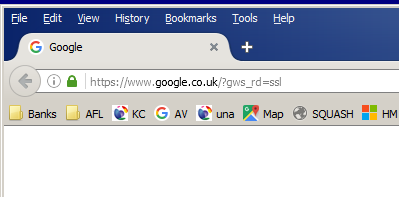 File Edit View History Bookmarks Tools Help
Google
https://www.google.co.uk/?gws_rd=ssl
Banks AFL KC AV una Map SQUASH HM